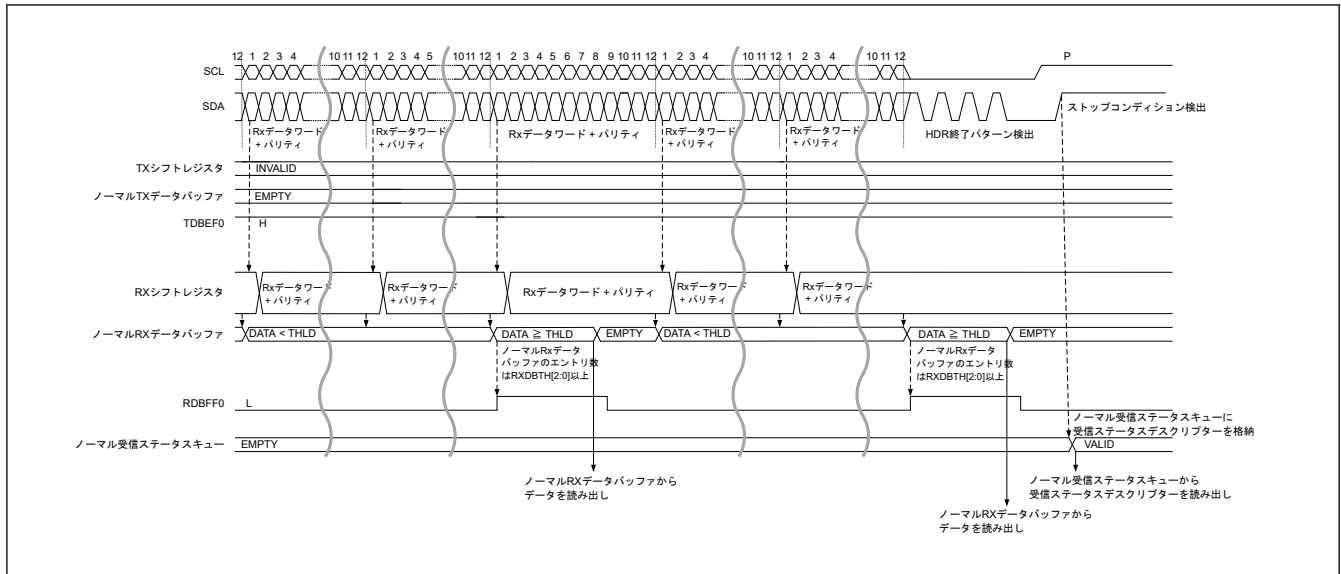 12 1 2 3 4 10 11 12 1 2 3 4 5 10 11 12 1 2 3 4 5 6 7 8 9 10 11 12 1 2 3 4 10 11 12 1 2 3 4 10 11 12 P
SCL
SDA
ストップコンディション検出
Rxデータワード
+ パリティ
Rxデータワード
+ パリティ
Rxデータワード + パリティ
Rxデータワード
+ パリティ
Rxデータワード
+ パリティ
HDR終了パターン検出
TXシフトレジスタ INVALID
ノーマルTXデータバッファ EMPTY
TDBEF0 H
RXシフトレジスタ
Rxデータワード
+ パリティ
Rxデータワード
+ パリティ
Rxデータワード + パリティ
Rxデータワード
+ パリティ
Rxデータワード
+ パリティ
ノーマルRXデータバッファ DATA < THLD DATA ≧ THLD EMPTY DATA < THLD DATA ≧ THLD EMPTY
ノーマルRxデータ
バッファのエントリ数
はRXDBTH[2:0]以上
ノーマルRxデータ
バッファのエントリ数
はRXDBTH[2:0]以上
RDBFF0 L
ノーマル受信ステータスキューに
受信ステータスデスクリプターを格納
ノーマル受信ステータスキュー EMPTY VALID
ノーマルRXデータバッファから
データを読み出し
ノーマル受信ステータスキューから
受信ステータスデスクリプターを読み出し
ノーマルRXデータバッファから
データを読み出し